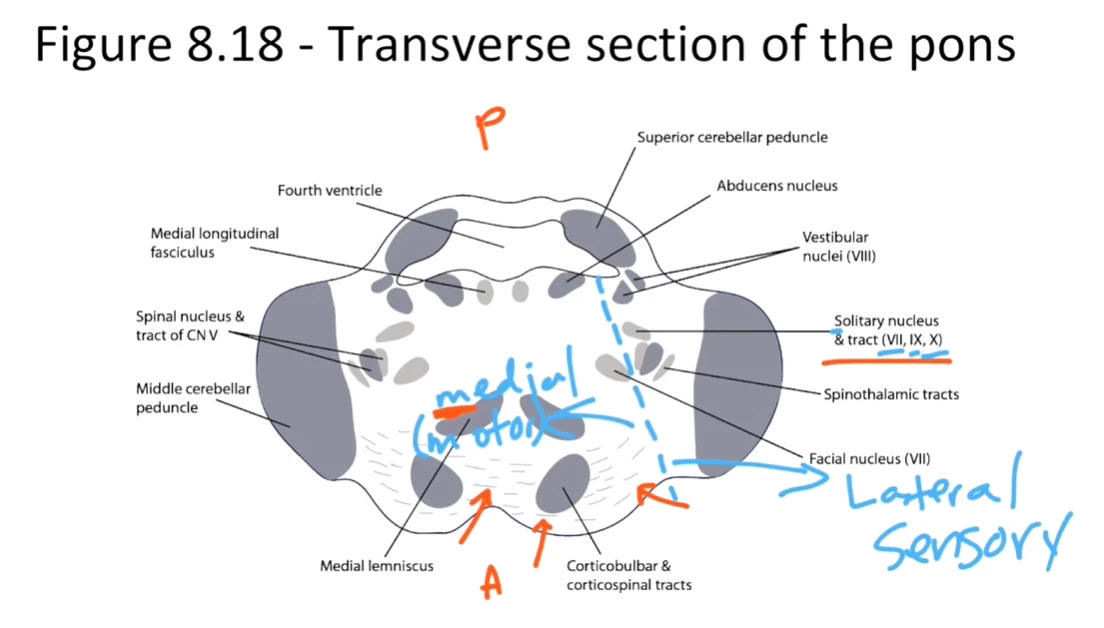 Figure 8.18 - Transverse section of the pons
P
Superior cerebellar peduncle
Fourth ventricle
Abducens nucleus
Medial longitudinal
fasciculus
Vestibular
nuclei (VIII)
Spinal nucleus &
tract of CN V
Solitary nucleus
& tract (VII, IX, X)
Middle cerebellar
peduncle
medial
(motor)
Spinothalamic tracts
Facial nucleus (VII)
Lateral
Sensory
Medial lemniscus
A
Corticobulbar &
corticospinal tracts